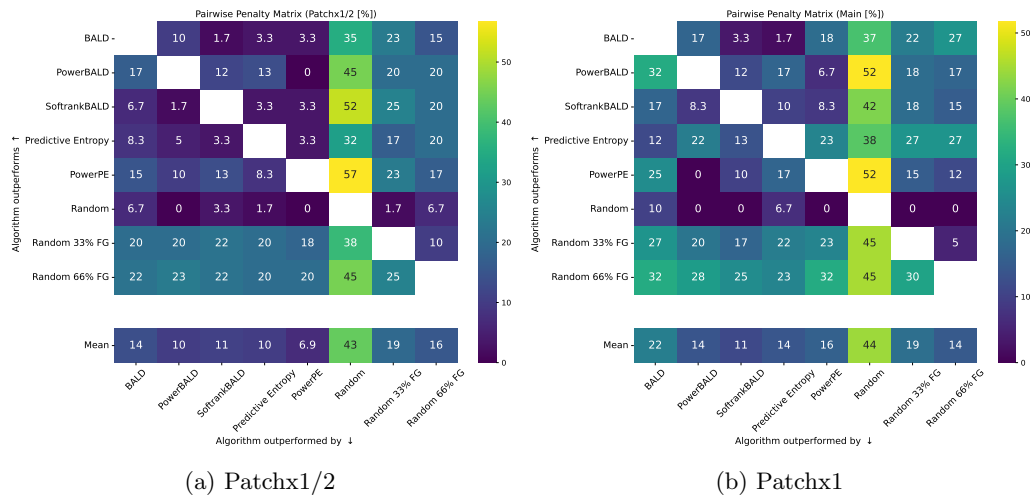 Pairwise Penalty Matrix (Patchx1/2 [%])
BALD 10 1.7 3.3 3.3 35 23 15
PowerBALD 17 12 13 0 45 20 20
SoftrankBALD 6.7 1.7 3.3 3.3 52 25 20
Predictive Entropy 8.3 5 3.3 3.3 32 17 20
PowerPE 15 10 13 8.3 57 23 17
Random 6.7 0 3.3 1.7 1.7 6.7
Random 33% FG 20 20 22 20 18 38 10
Random 66% FG 22 23 22 20 20 45 25
Mean 14 10 11 10 6.9 43 19 16
BALD PowerBALD SoftrankBALD Predictive Entropy PowerPE Random Random 33% FG Random 66% FG
Algorithm outperforms ↑
Algorithm outperformed by ↓
50
40
30
20
10
0
(a) Patchx1/2
Pairwise Penalty Matrix (Main [%])
BALD 17 3.3 1.7 18 37 22 27
PowerBALD 32 12 17 6.7 52 18 17
SoftrankBALD 17 8.3 10 8.3 42 18 15
Predictive Entropy 12 22 13 23 38 27 27
PowerPE 25 0 10 17 52 15 12
Random 10 0 0 6.7 0 0 0
Random 33% FG 27 20 17 22 23 45 5
Random 66% FG 32 28 25 23 32 45 30
Mean 22 14 11 14 16 44 19 14
BALD PowerBALD SoftrankBALD Predictive Entropy PowerPE Random Random 33% FG Random 66% FG
Algorithm outperforms ↑
Algorithm outperformed by ↓
50
40
30
20
10
0
(b) Patchx1